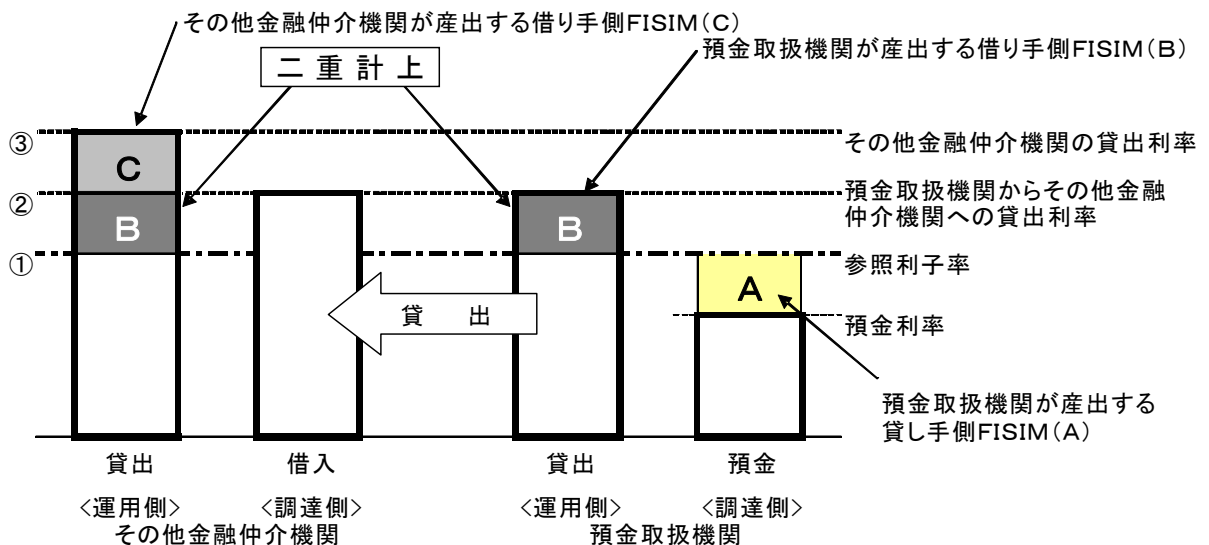 その他金融仲介機関が産出する借り手側FISIM(C)
預金取扱機関が産出する借り手側FISIM(B)
二重計上
③
その他金融仲介機関の貸出利率
C
②
預金取扱機関からその他金融
仲介機関への貸出利率
B
B
①
参照利子率
A
貸 出
預金利率
預金取扱機関が産出する
貸し手側FISIM(A)
貸出
借入
貸出
預金
<運用側>
<調達側>
<運用側>
<調達側>
その他金融仲介機関
預金取扱機関